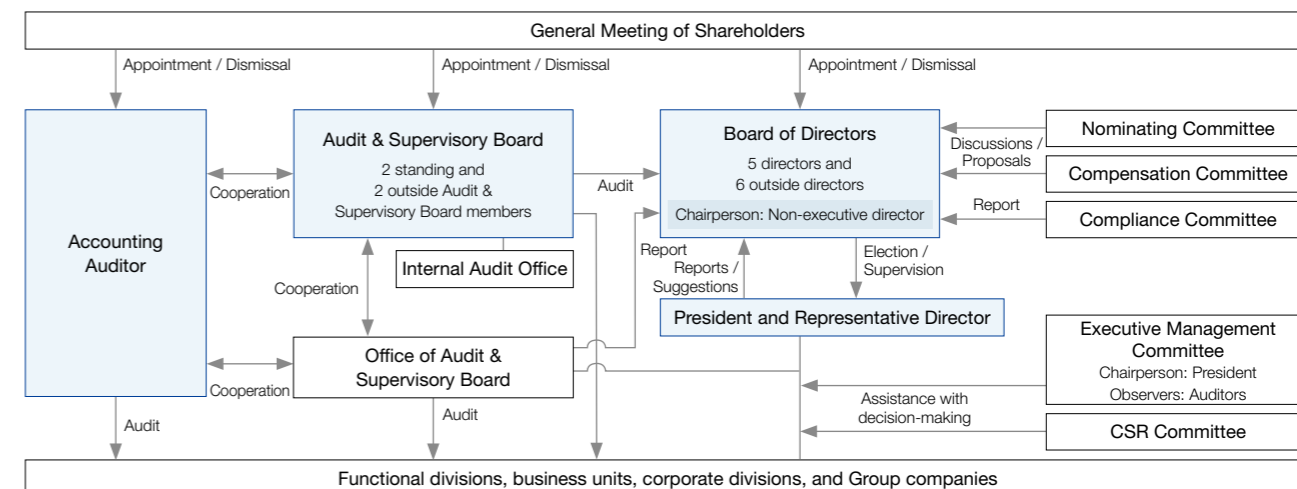 General Meeting of Shareholders
Appointment / Dismissal
Appointment / Dismissal
Appointment / Dismissal
Accounting
Auditor
Cooperation
Audit & Supervisory Board
2 standing and
2 outside Audit &
Supervisory Board members
Audit
Board of Directors
5 directors and
6 outside directors
Chairperson: Non-executive director
Discussions /
Proposals
Report
Nominating Committee
Compensation Committee
Compliance Committee
Internal Audit Office
Cooperation
Report
Reports /
Suggestions
Election /
Supervision
President and Representative Director
Office of Audit &
Supervisory Board
Cooperation
Executive Management
Committee
Chairperson: President
Observers: Auditors
Assistance with
decision-making
CSR Committee
Audit
Audit
Functional divisions, business units, corporate divisions, and Group companies